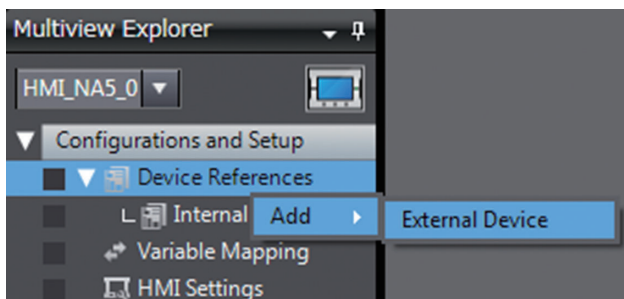 Multiview Explorer
HMI_NA5_0
Configurations and Setup
Device References
Internal
Add
External Device
Variable Mapping
HMI Settings